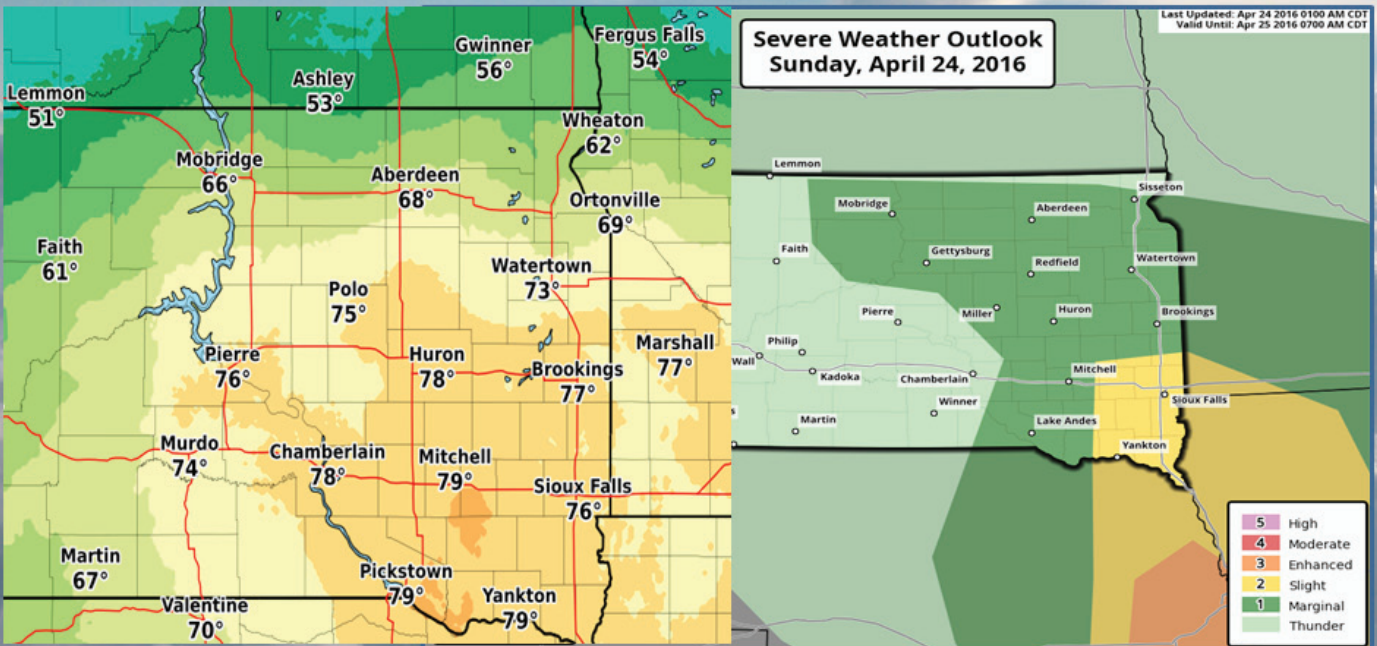 Gwinner
56°
Fergus Falls
54°
Ashley
53°
Lemmon
51°
Wheaton
62°
Mobridge
66°
Aberdeen
68°
Ortonville
69°
Faith
61°
Watertown
73°
Polo
75°
Pierre
76°
Huron
78°
Brookings
77°
Marshall
77°
Murdo
74°
Chamberlain
78°
Mitchell
79°
Sioux Falls
76°
Martin
67°
Pickstown
79°
Yankton
79°
Valentine
70°
Last Updated: Apr 24 2016 0100 AM CDT
Valid Until: Apr 25 2016 0700 AM CDT
Severe Weather Outlook
Sunday, April 24, 2016
Lemmon
Sisseton
Mobridge
Aberdeen
Faith
Gettysburg
Redfield
Watertown
Pierre
Miller
Huron
Brookings
Philip
Wall
Kadoka
Chamberlain
Mitchell
Winner
Sioux Falls
Martin
Lake Andes
Yankton
s
5 High
4 Moderate
3 Enhanced
2 Slight
1 Marginal
Thunder